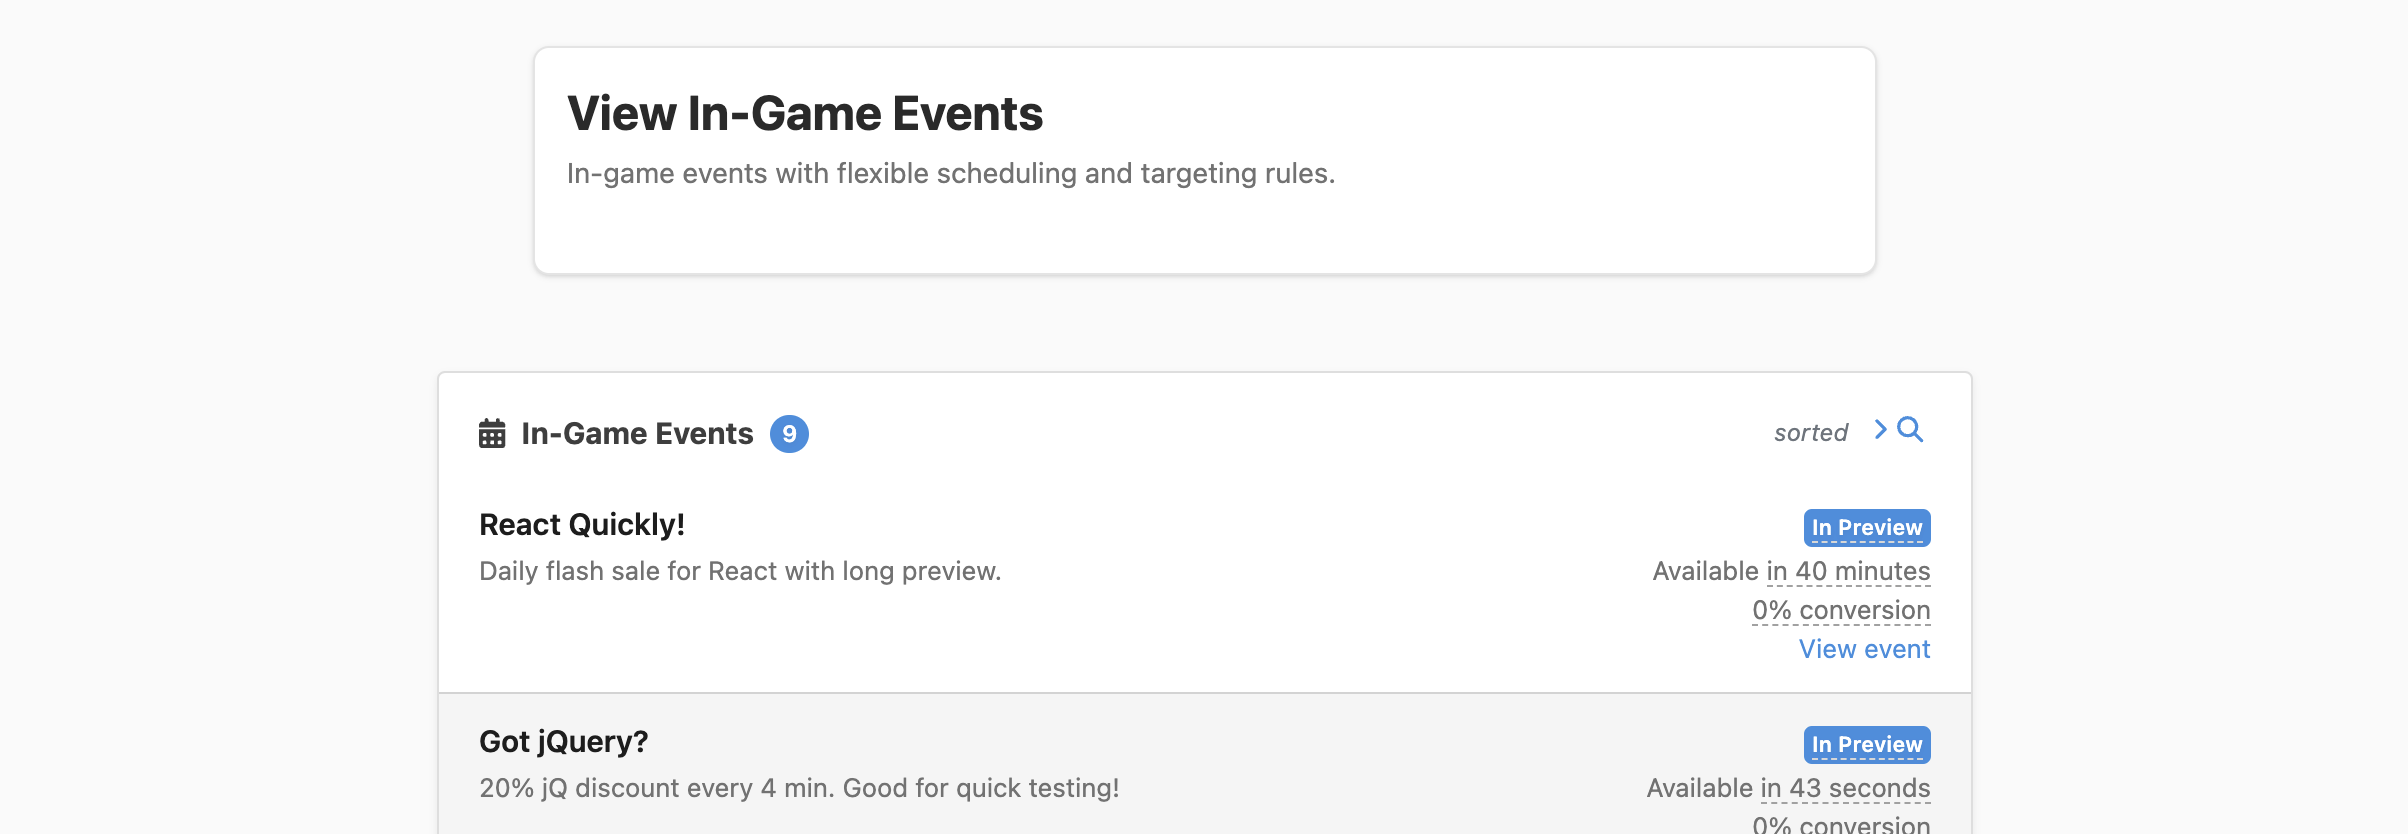 View In-Game Events
In-game events with flexible scheduling and targeting rules.
In-Game Events 9
sorted
React Quickly!
In Preview
Daily flash sale for React with long preview.
Available in 40 minutes
0% conversion
View event
Got jQuery?
In Preview
20% jQ discount every 4 min. Good for quick testing!
Available in 43 seconds
0% conversion